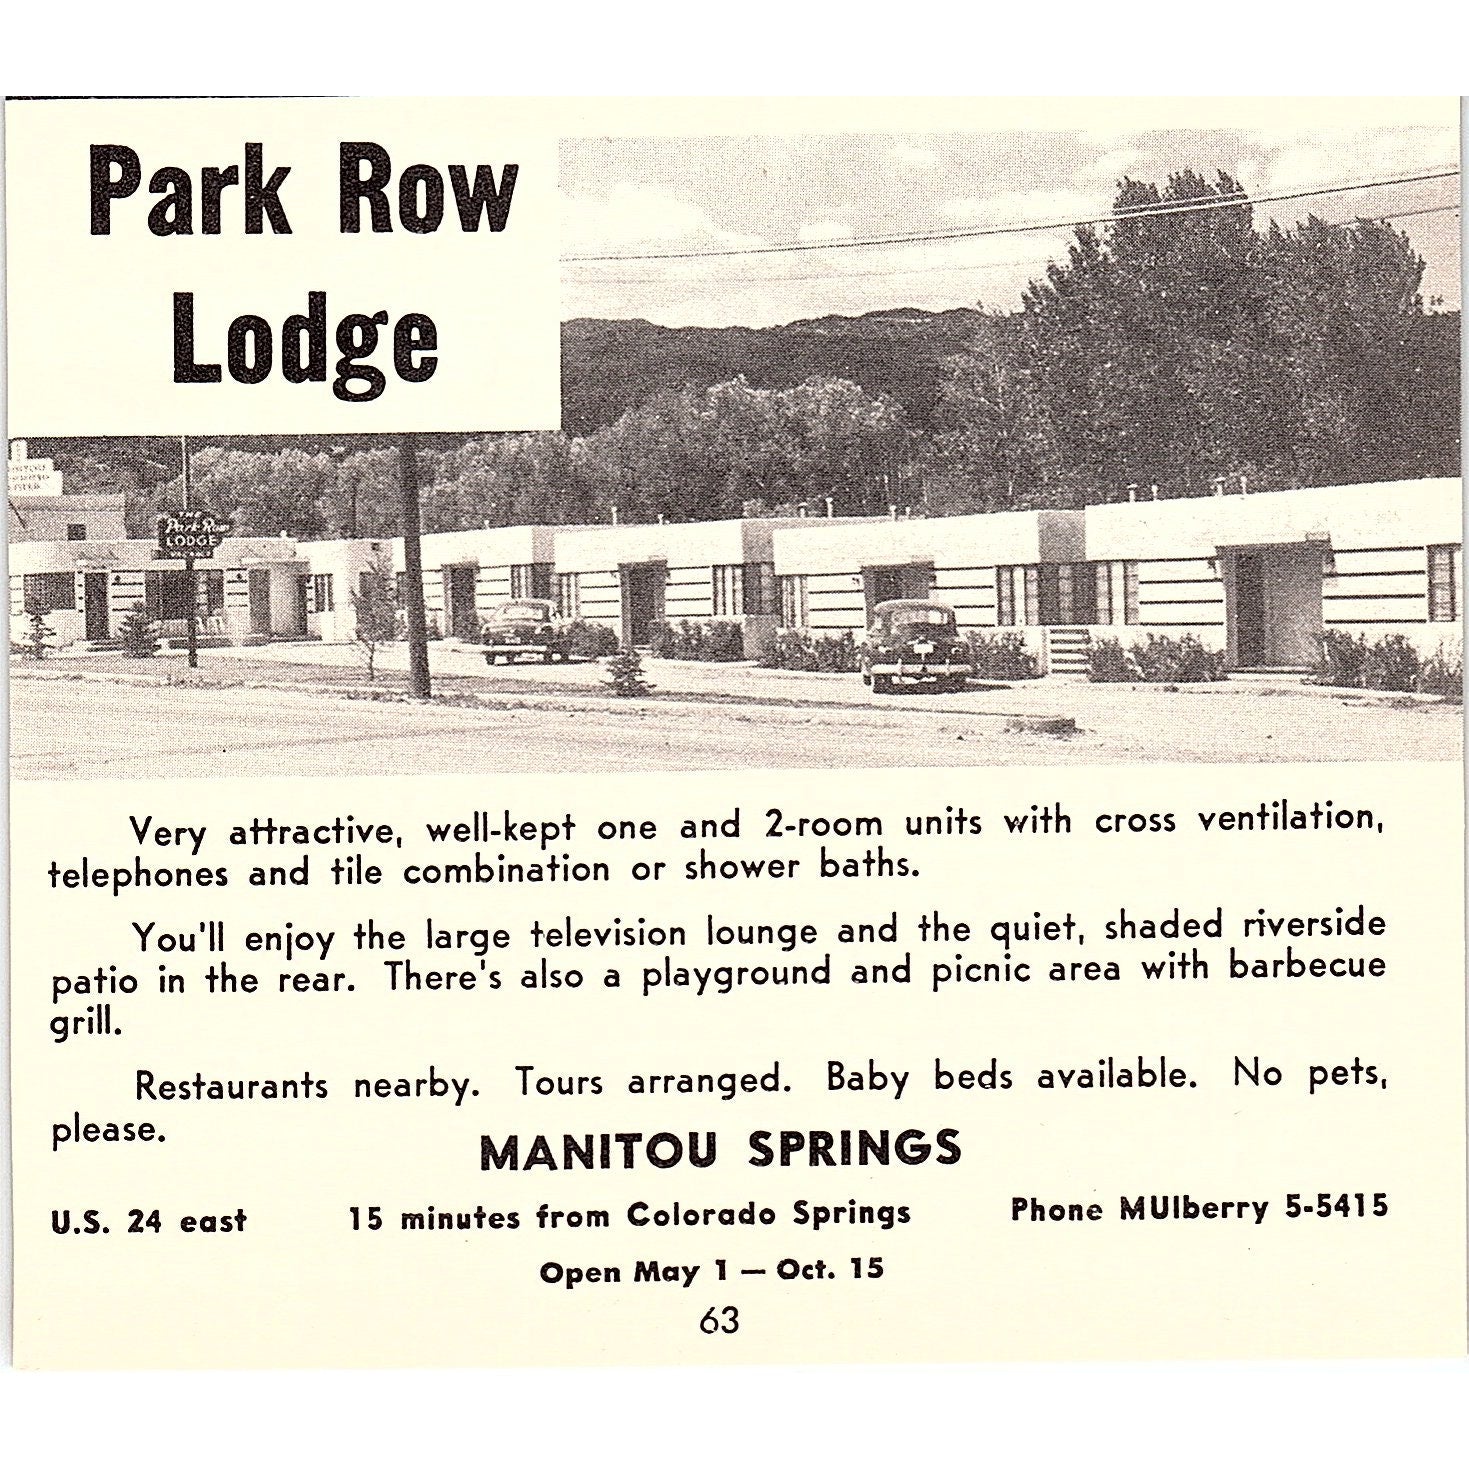 Park Row
Lodge
THE
Park Row
LODGE
Very attractive, well-kept one and 2-room units with cross ventilation,
telephones and tile combination or shower baths.
You'll enjoy the large television lounge and the quiet, shaded riverside
patio in the rear. There's also a playground and picnic area with barbecue
grill.
Restaurants nearby. Tours arranged. Baby beds available. No pets,
please.
MANITOU SPRINGS
U.S. 24 east 15 minutes from Colorado Springs Phone MUlberry 5-5415
Open May 1 — Oct. 15
63